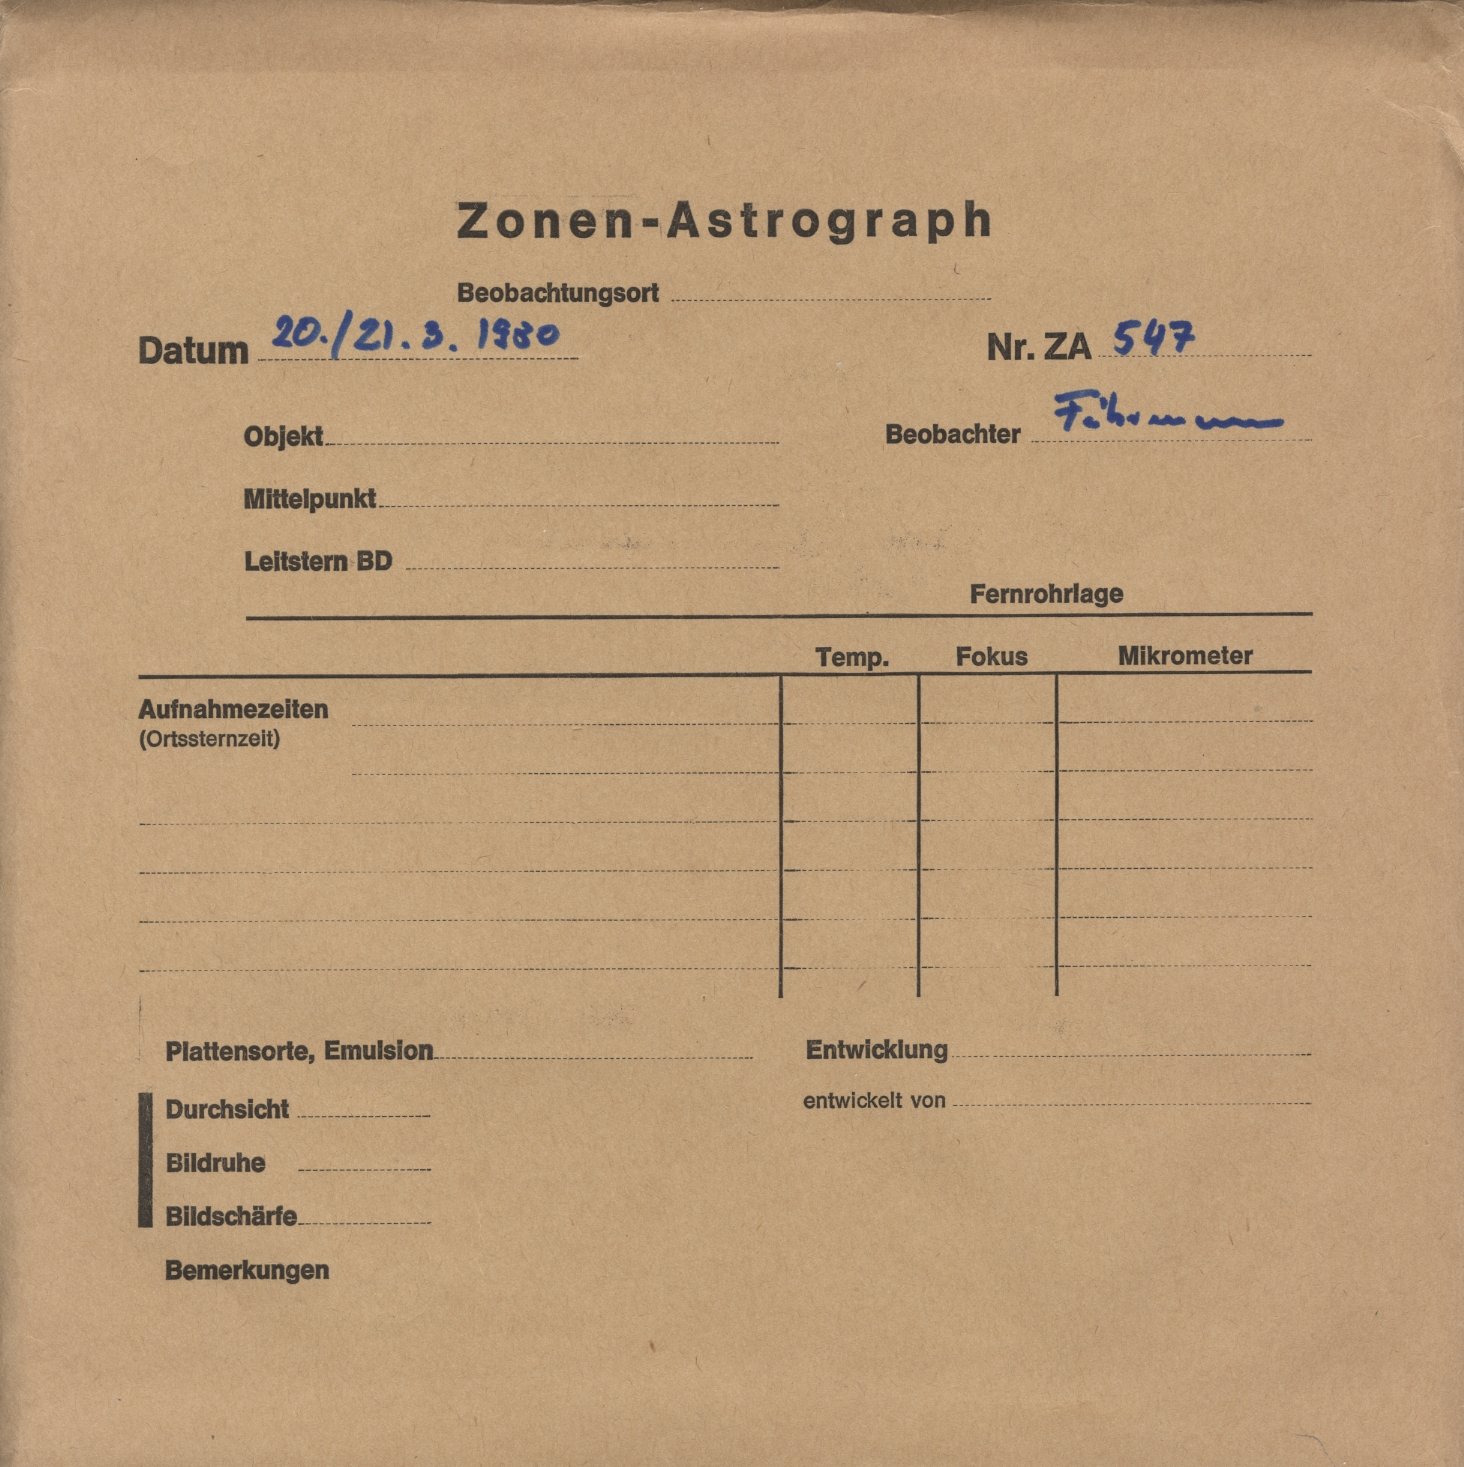 Zonen-Astrograph
Beobachtungsort
Datum 20./21. 3. 1980
Nr. ZA 547
Objekt
Beobachter Führmann
Mittelpunkt
Leitstern BD
Fernrohrlage
Temp. Fokus Mikrometer
Aufnahmezeiten
(Ortssternzeit)
Plattensorte, Emulsion
Entwicklung
Durchsicht
entwickelt von
Bildruhe
Bildschärfe
Bemerkungen